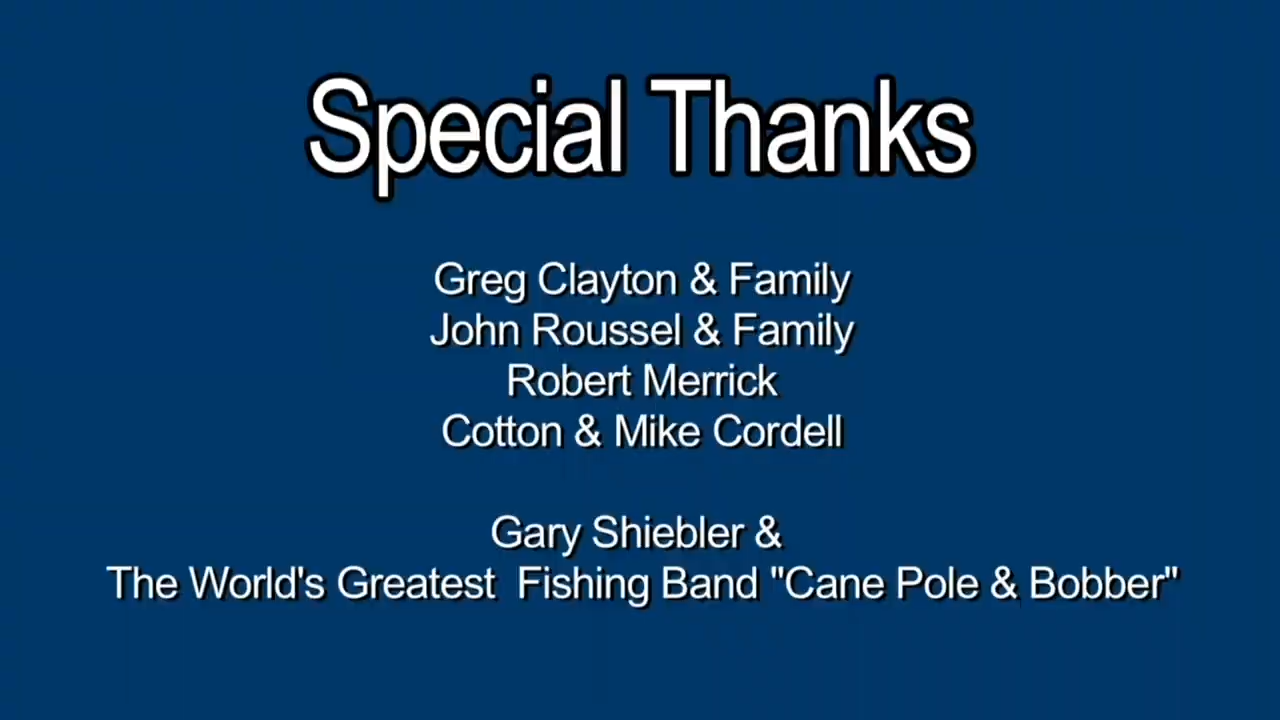 Special Thanks
Greg Clayton & Family
John Roussel & Family
Robert Merrick
Cotton & Mike Cordell
Gary Shiebler &
The World's Greatest  Fishing Band "Cane Pole & Bobber"